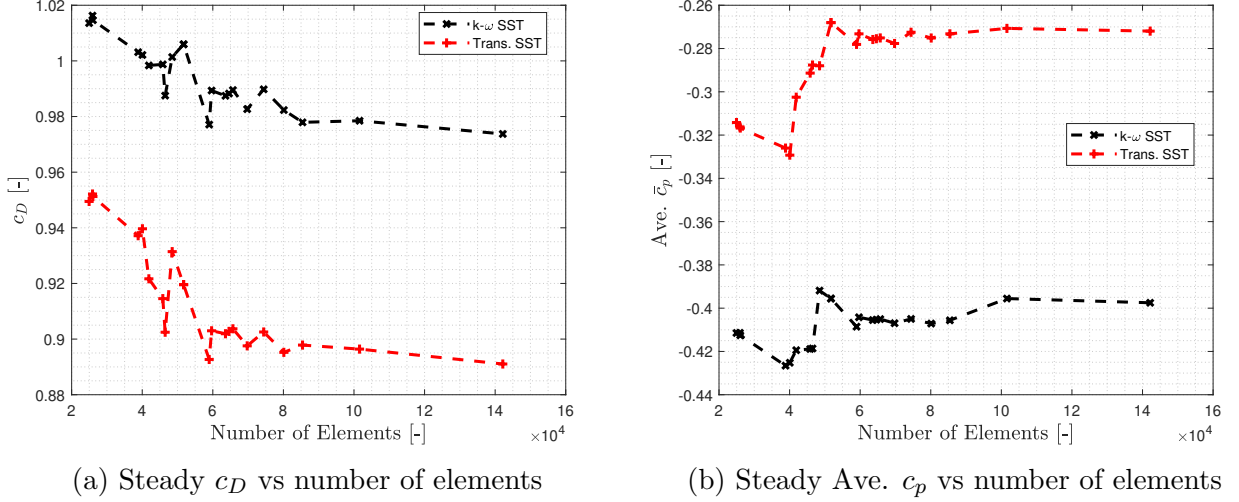 1.02
1
0.98
0.96
0.94
0.92
0.9
0.88
c_D [-]
k-ω SST
Trans. SST
2 4 6 8 10 12 14 16
Number of Elements [-]
×10^4
(a) Steady c_D vs number of elements
-0.26
-0.28
-0.3
-0.32
-0.34
-0.36
-0.38
-0.4
-0.42
-0.44
Ave. c̄_p [-]
k-ω SST
Trans. SST
2 4 6 8 10 12 14 16
Number of Elements [-]
×10^4
(b) Steady Ave. c_p vs number of elements